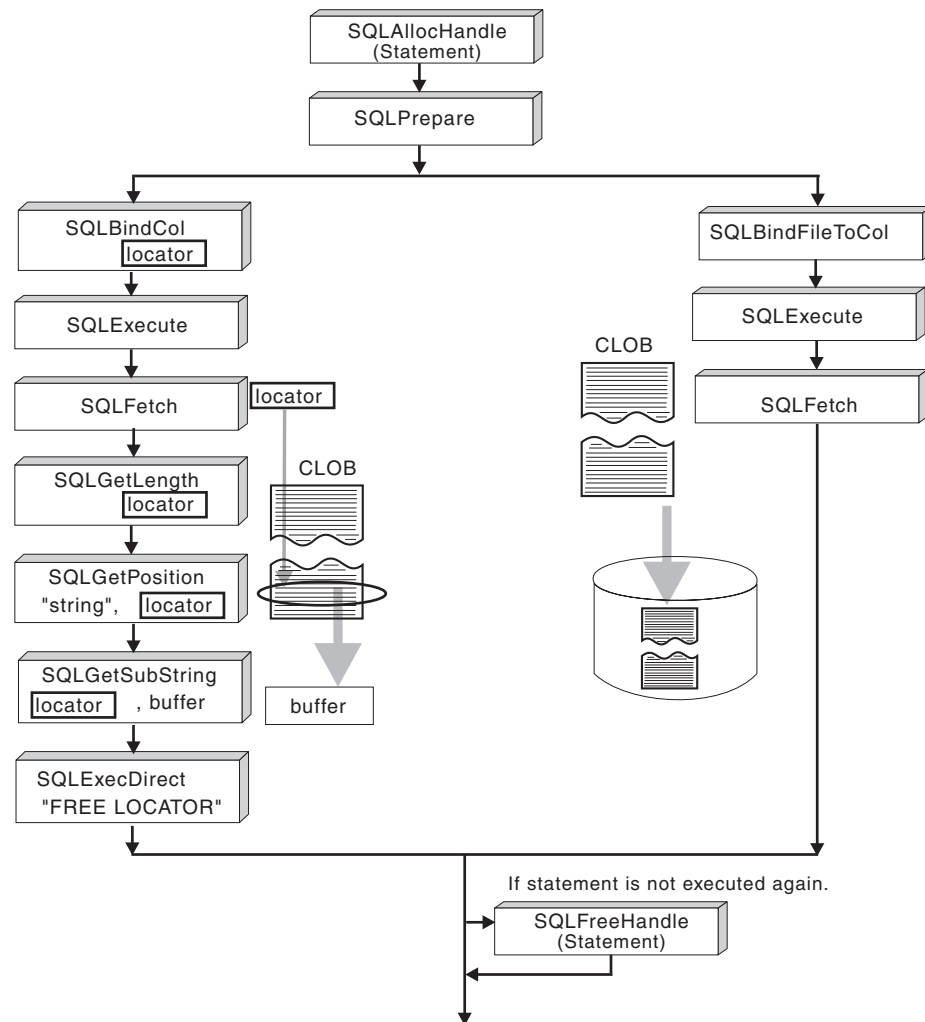 SQLAllocHandle
(Statement)
SQLPrepare
SQLBindCol
locator
SQLExecute
SQLFetch
locator
CLOB
SQLGetLength
locator
SQLGetPosition
"string", locator
SQLGetSubString
locator , buffer
buffer
SQLExecDirect
"FREE LOCATOR"
SQLBindFileToCol
SQLExecute
CLOB
SQLFetch
If statement is not executed again.
SQLFreeHandle
(Statement)